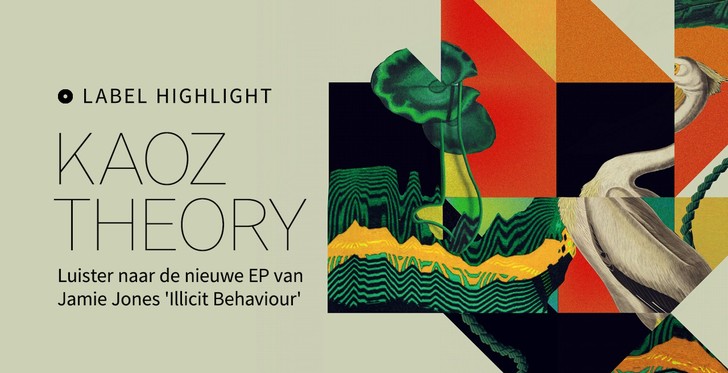 LABEL HIGHLIGHT
KAOZ
THEORY
Luister naar de nieuwe EP van
Jamie Jones 'Illicit Behaviour'